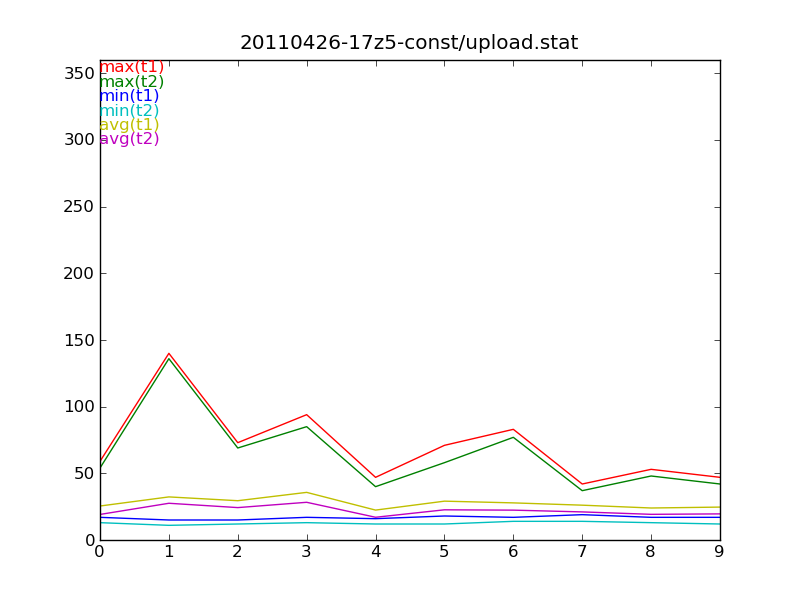 20110426-17z5-const/upload.stat
max(t1)
max(t2)
min(t1)
min(t2)
avg(t1)
avg(t2)
350
300
250
200
150
100
50
0
0 1 2 3 4 5 6 7 8 9